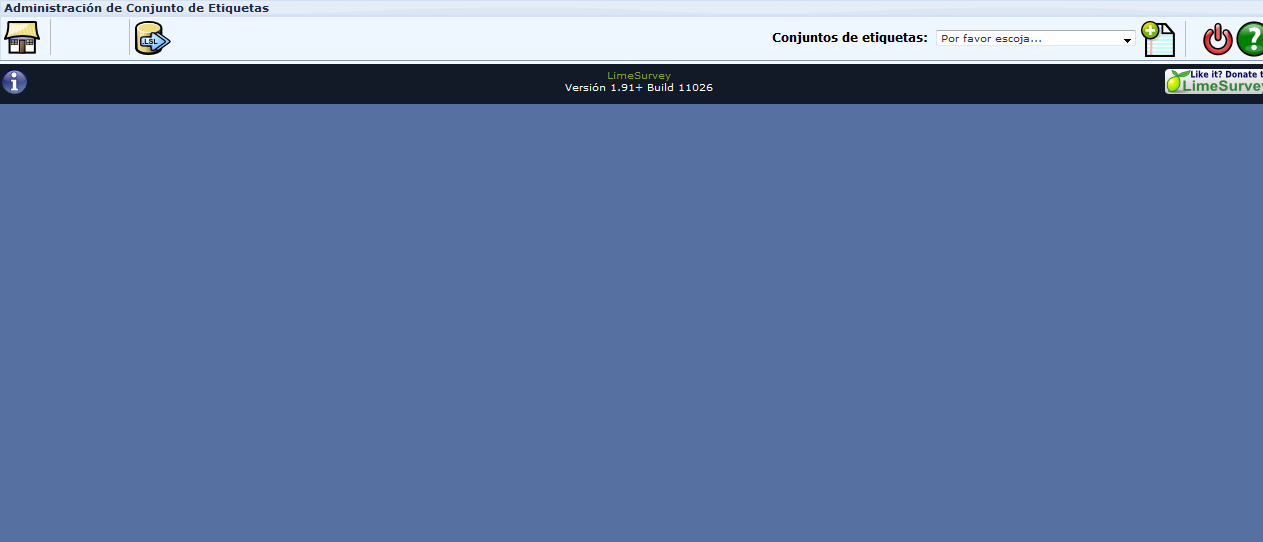 Administración de Conjunto de Etiquetas
.LSL
Conjuntos de etiquetas: Por favor escoja...
LimeSurvey
Versión 1.91+ Build 11026
Like it? Donate t
LimeSurvey